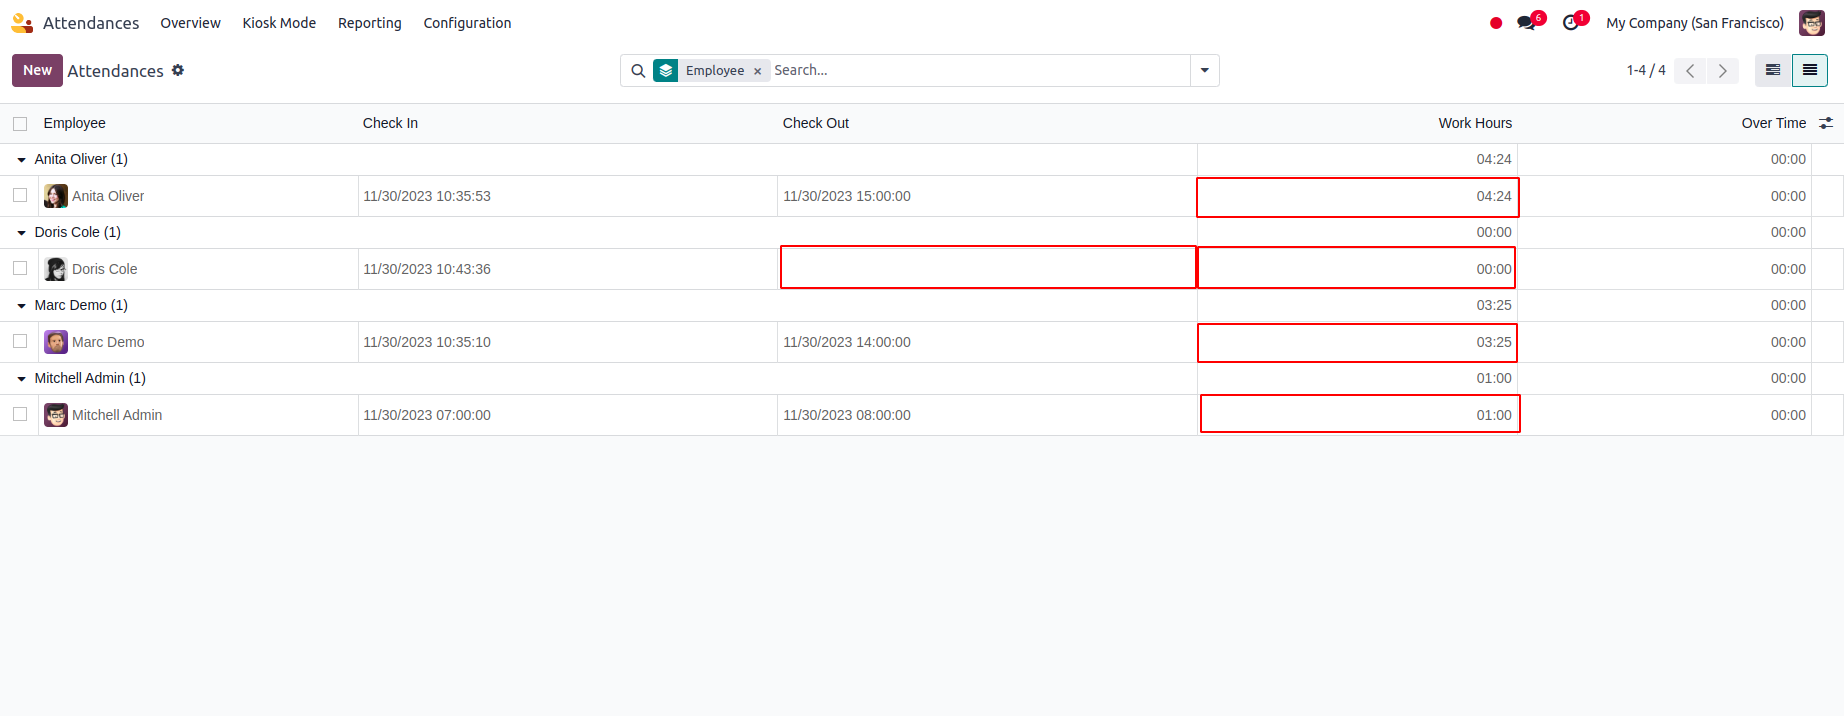 Attendances Overview Kiosk Mode Reporting Configuration 6 1 My Company (San Francisco)
New Attendances Employee × Search... 1-4 / 4
Employee Check In Check Out Work Hours Over Time
Anita Oliver (1) 04:24 00:00
Anita Oliver 11/30/2023 10:35:53 11/30/2023 15:00:00 04:24 00:00
Doris Cole (1) 00:00 00:00
Doris Cole 11/30/2023 10:43:36 00:00 00:00
Marc Demo (1) 03:25 00:00
Marc Demo 11/30/2023 10:35:10 11/30/2023 14:00:00 03:25 00:00
Mitchell Admin (1) 01:00 00:00
Mitchell Admin 11/30/2023 07:00:00 11/30/2023 08:00:00 01:00 00:00